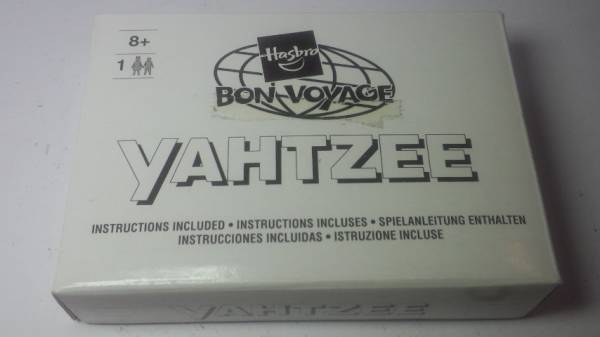 8+
1
Hasbro
BON VOYAGE
YAHTZEE
INSTRUCTIONS INCLUDED • INSTRUCTIONS INCLUSES • SPIELANLEITUNG ENTHALTEN
INSTRUCCIONES INCLUIDAS • ISTRUZIONE INCLUSE
YAHTZEE